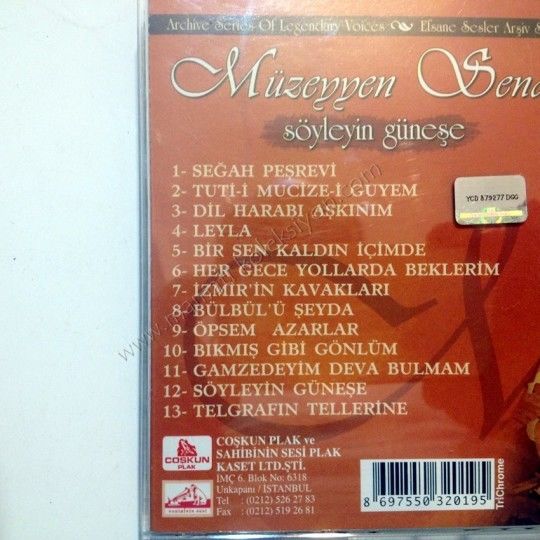 Archive Series Of Legendary Voices Efsane Sesler Arşiv S
Müzeyyen Sena
söyleyin güneşe
1- SEĞAH PEŞREVİ
2- TUTİ-İ MUCİZE-İ GUYEM
3- DİL HARABI AŞKINIM
4- LEYLA
5- BİR SEN KALDIN İÇİMDE
6- HER GECE YOLLARDA BEKLERİM
7- İZMİR'İN KAVAKLARI
8- BÜLBÜL'Ü ŞEYDA
9- ÖPSEM AZARLAR
10- BIKMIŞ GİBİ GÖNLÜM
11- GAMZEDEYİM DEVA BULMAM
12- SÖYLEYİN GÜNEŞE
13- TELGRAFIN TELLERİNE
YCD 879277 DGG
COŞKUN
PLAK
COŞKUN PLAK ve
SAHİBİNİN SESİ PLAK
KASET LTD.ŞTİ.
İMÇ 6. Blok No: 6318
Unkapanı / İSTANBUL
Tel : (0212) 526 27 83
Fax : (0212) 519 26 81
8 697550 320195
TriChrome